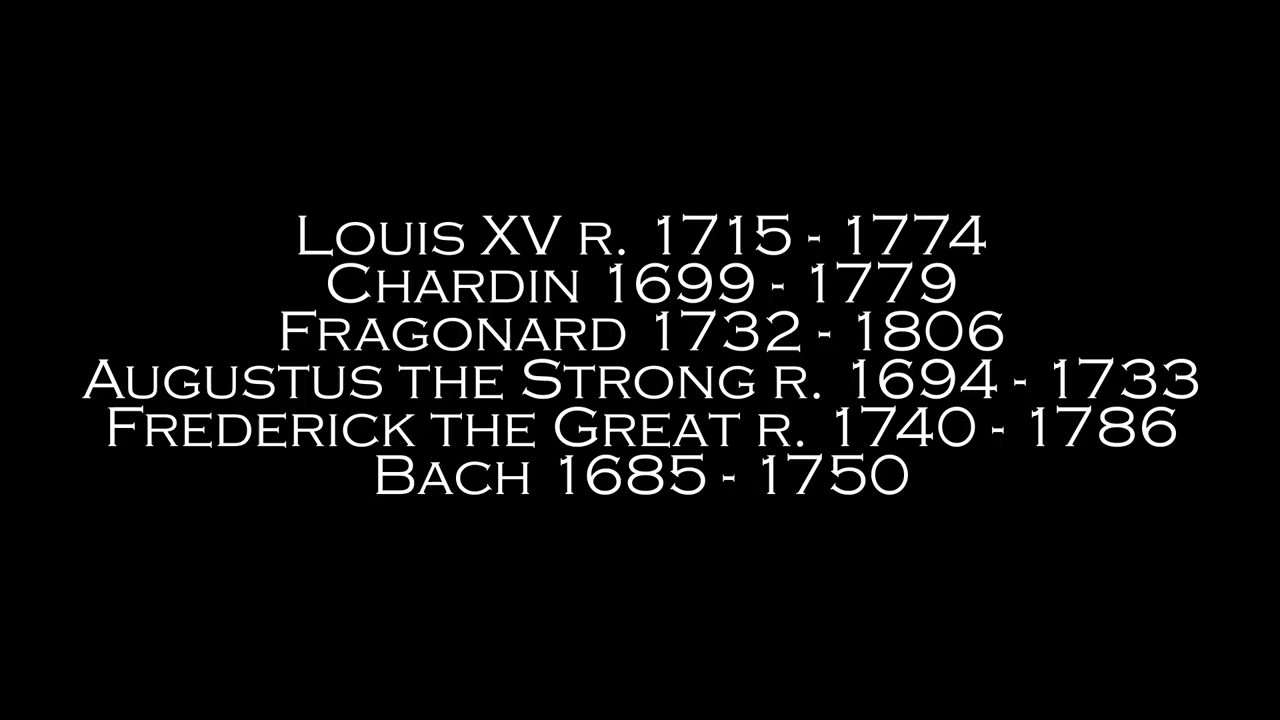 Louis XV r. 1715 - 1774
Chardin 1699 - 1779
Fragonard 1732 - 1806
Augustus the Strong r. 1694 - 1733
Frederick the Great r. 1740 - 1786
Bach 1685 - 1750